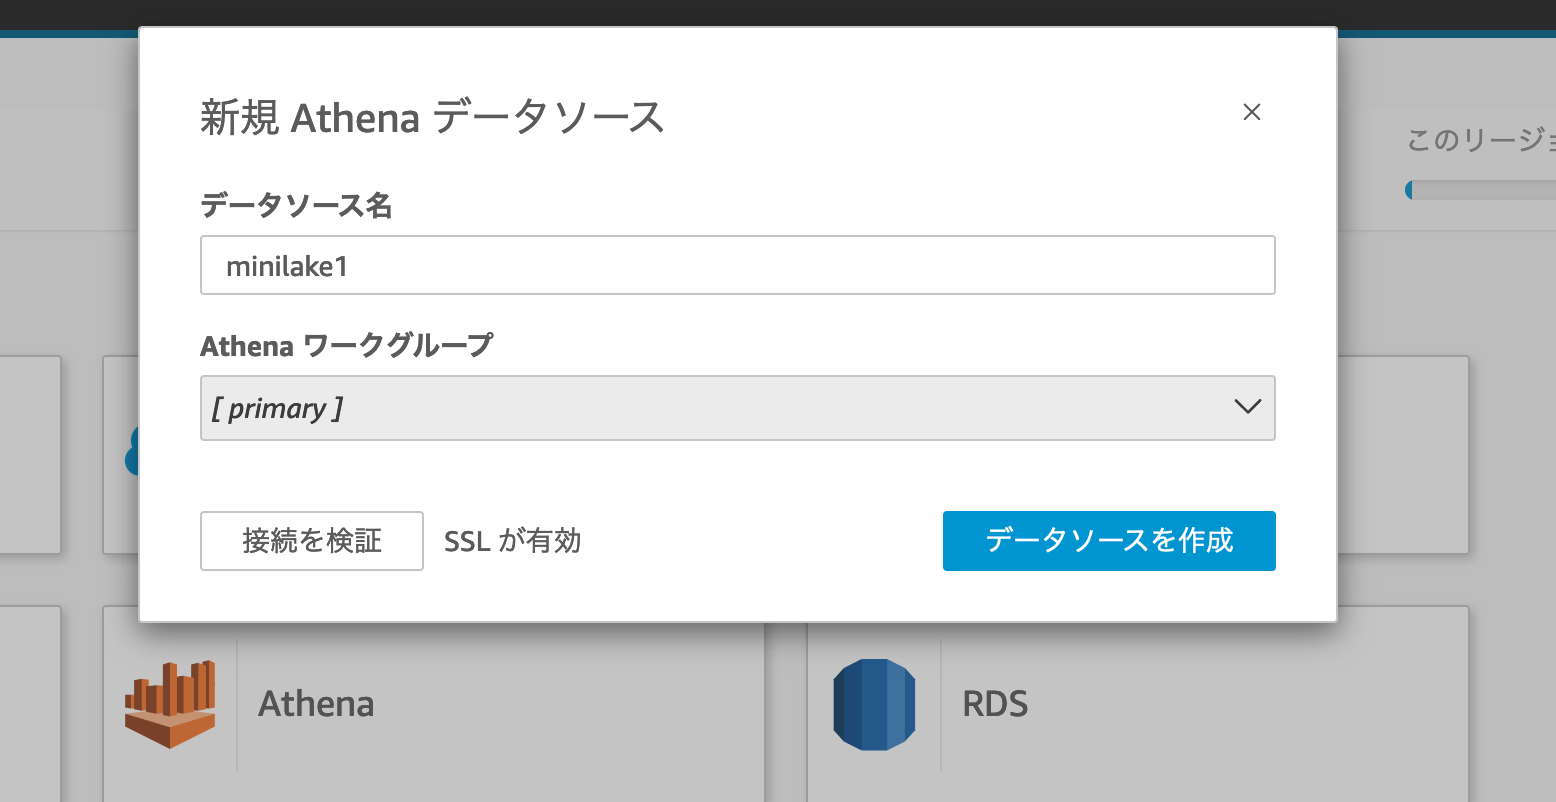 新規 Athena データソース
このリージョ
データソース名
minilake1
Athena ワークグループ
[ primary ]
接続を検証
SSL が有効
データソースを作成
Athena
RDS